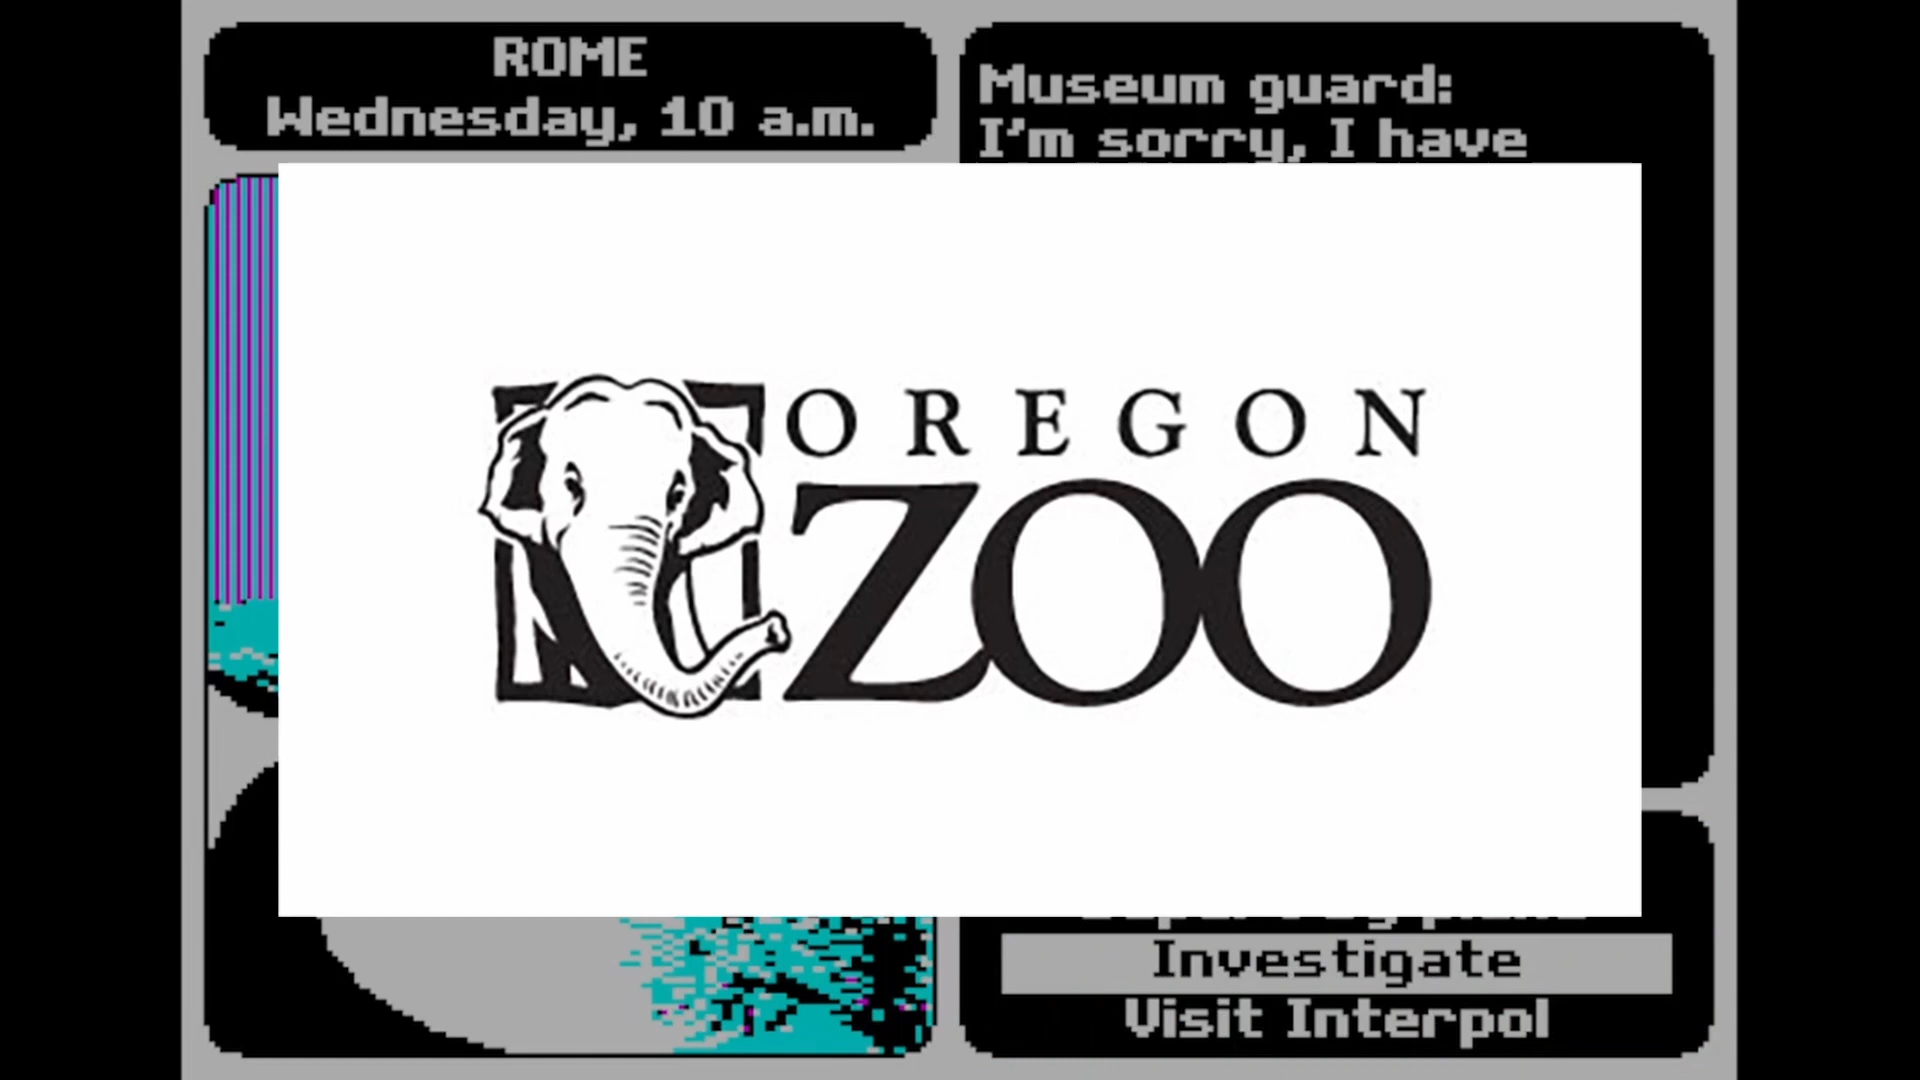 ROME
Wednesday, 10 a.m.
Museum guard:
I'm sorry, I have
OREGON
ZOO
Investigate
Visit Interpol